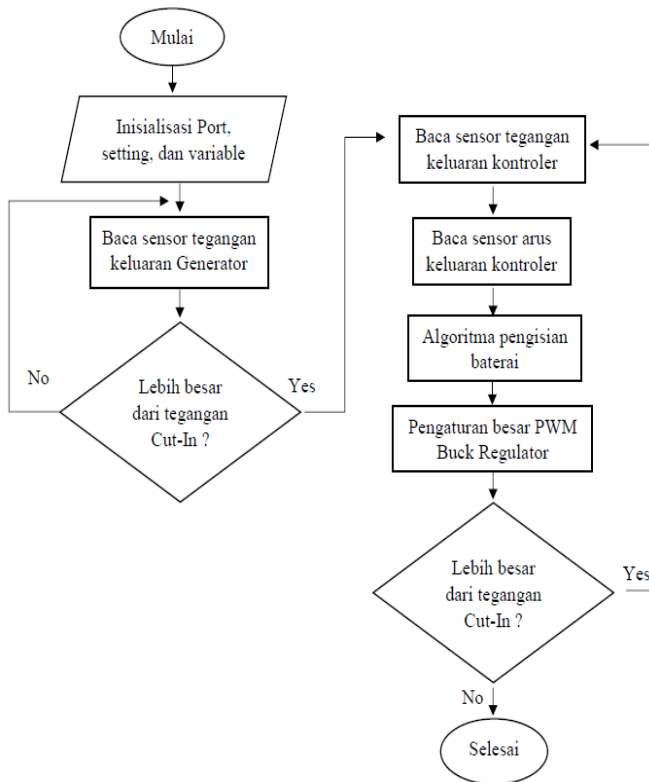 Mulai
Inisialisasi Port,
setting, dan variable
Baca sensor tegangan
keluaran Generator
No
Lebih besar
dari tegangan
Cut-In ?
Yes
Baca sensor tegangan
keluaran kontroler
Baca sensor arus
keluaran kontroler
Algoritma pengisian
baterai
Pengaturan besar PWM
Buck Regulator
Lebih besar
dari tegangan
Cut-In ?
Yes
No
Selesai